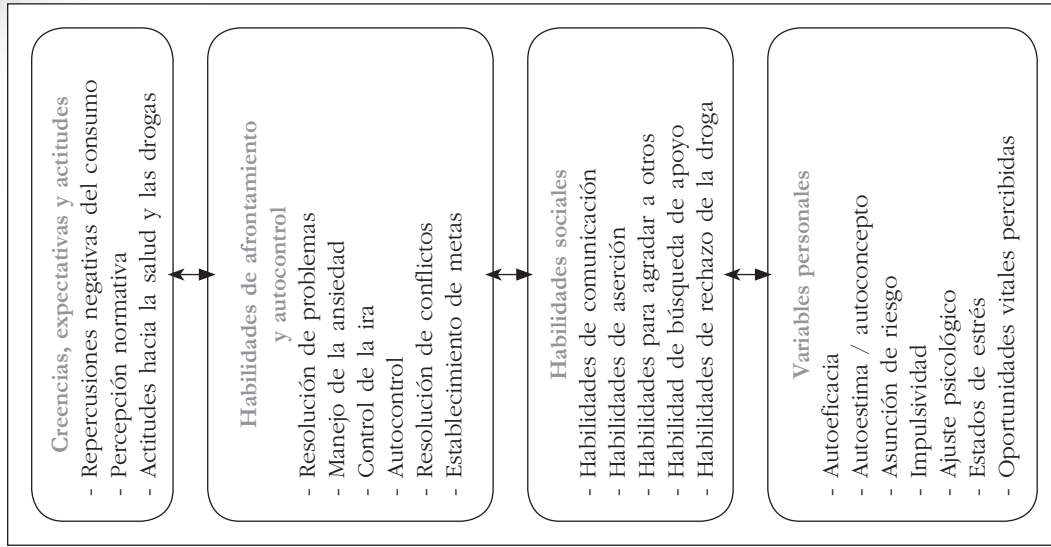 Creencias, expectativas y actitudes
- Repercusiones negativas del consumo
- Percepción normativa
- Actitudes hacia la salud y las drogas
Habilidades de afrontamiento
y autocontrol
- Resolución de problemas
- Manejo de la ansiedad
- Control de la ira
- Autocontrol
- Resolución de conflictos
- Establecimiento de metas
Habilidades sociales
- Habilidades de comunicación
- Habilidades de aserción
- Habilidades para agradar a otros
- Habilidad de búsqueda de apoyo
- Habilidades de rechazo de la droga
Variables personales
- Autoeficacia
- Autoestima / autoconcepto
- Asunción de riesgo
- Impulsividad
- Ajuste psicológico
- Estados de estrés
- Oportunidades vitales percibidas